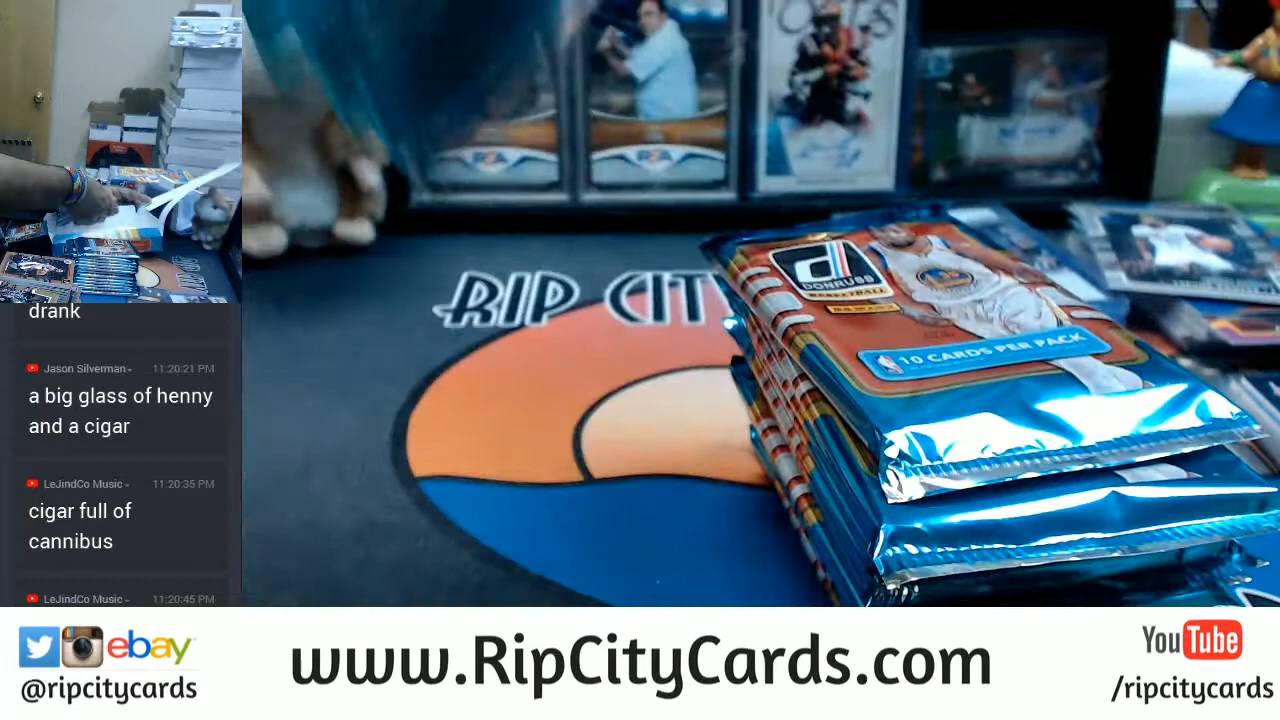 drank
Jason Silverman 11:20:21 PM
a big glass of henny
and a cigar
LeJindCo Music 11:20:35 PM
cigar full of
cannibus
LeJindCo Music 11:20:45 PM
RIP CIT
DONRUSS
BASKETBALL
10 CARDS PER PACK
ebay
@ripcitycards
www.RipCityCards.com
YouTube
/ripcitycards